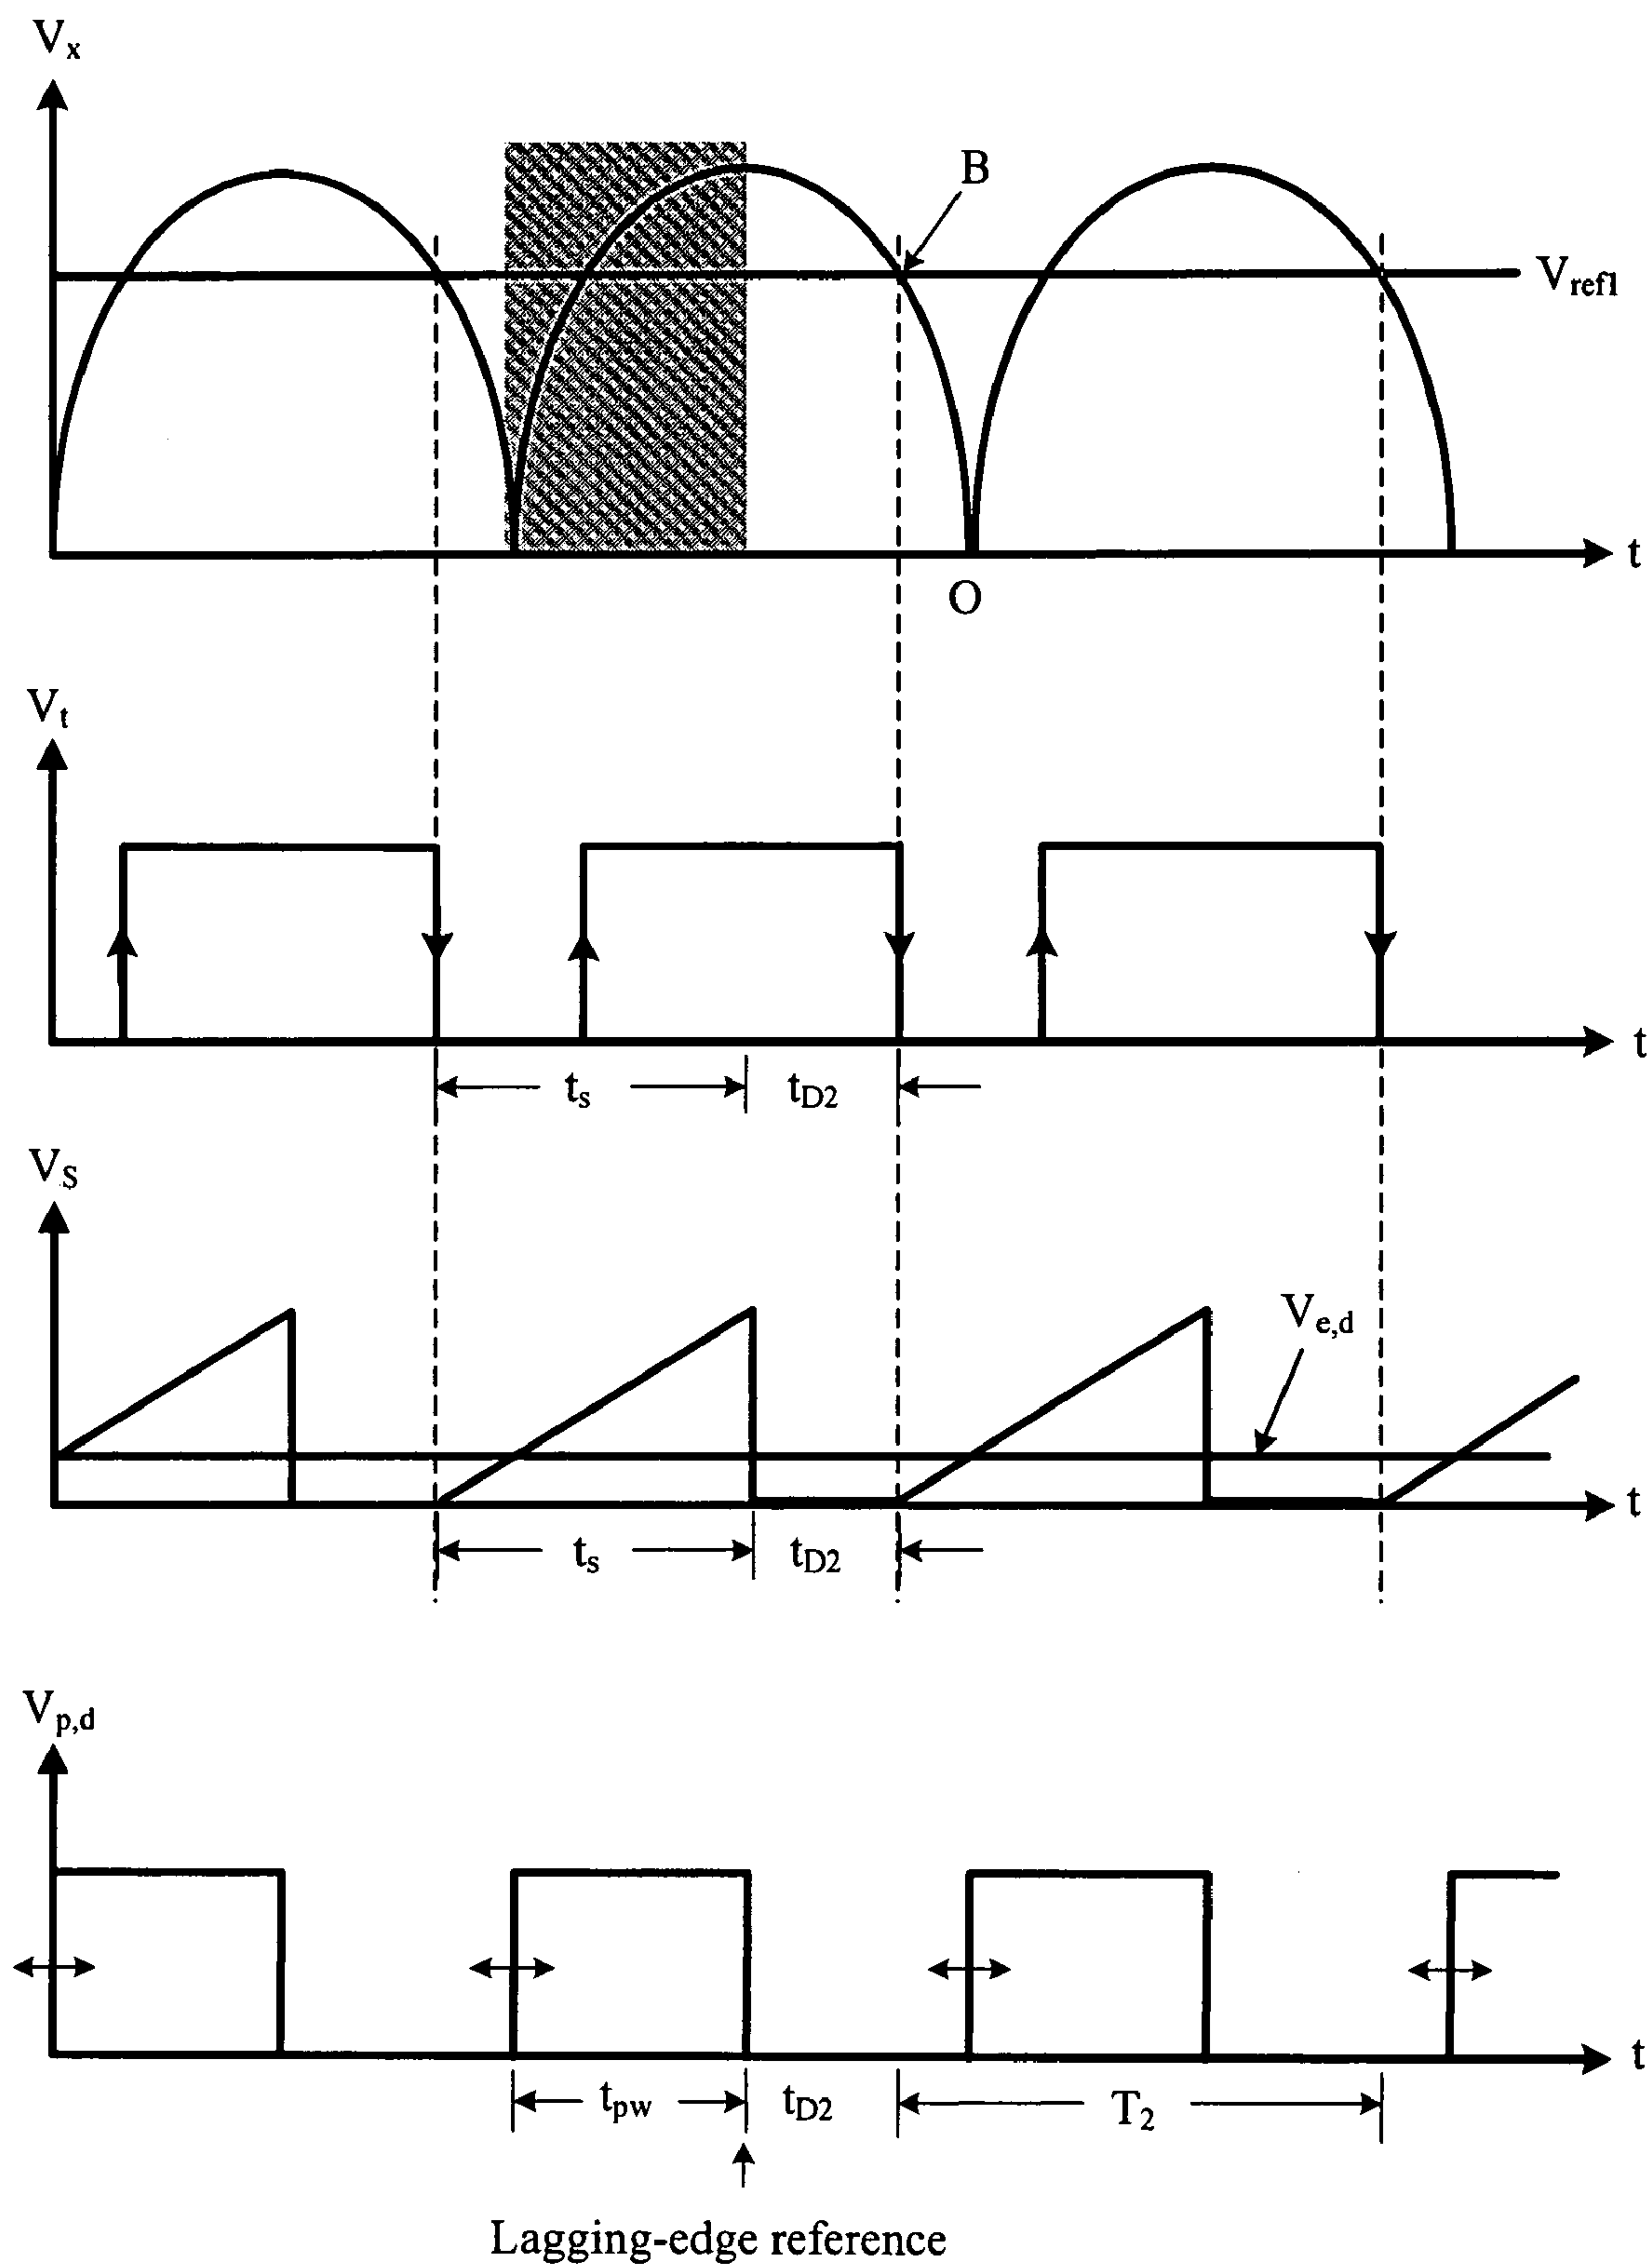 Vx
B
Vref1
t
O
Vt
t
ts tD2
VS
Ve,d
t
ts tD2
Vp,d
t
tpw tD2 T2
Lagging-edge reference